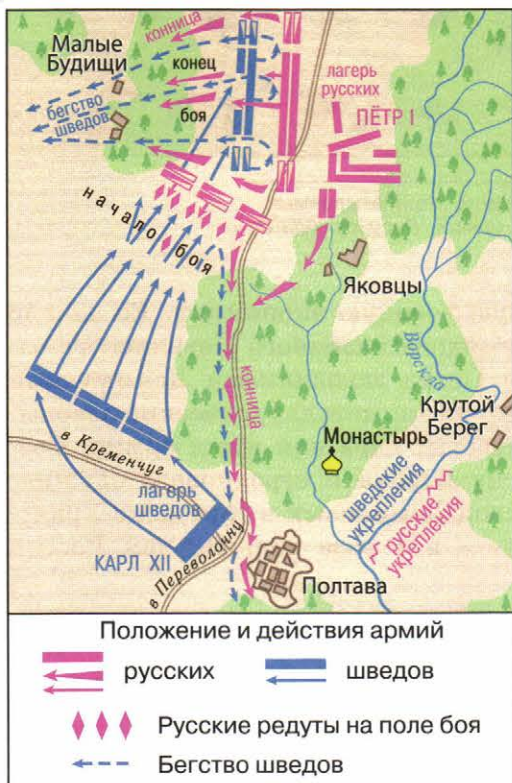 Малые
Будищи
конница
конец
боя
бегство
шведов
лагерь
русских
ПЁТР I
начало боя
Яковцы
Ворскла
конница
Крутой
Берег
Монастырь
в Кременчуг
лагерь
шведов
шведские
укрепления
русские
укрепления
КАРЛ XII
в Переволочну
Полтава
Положение и действия армий
русских
шведов
Русские редуты на поле боя
Бегство шведов